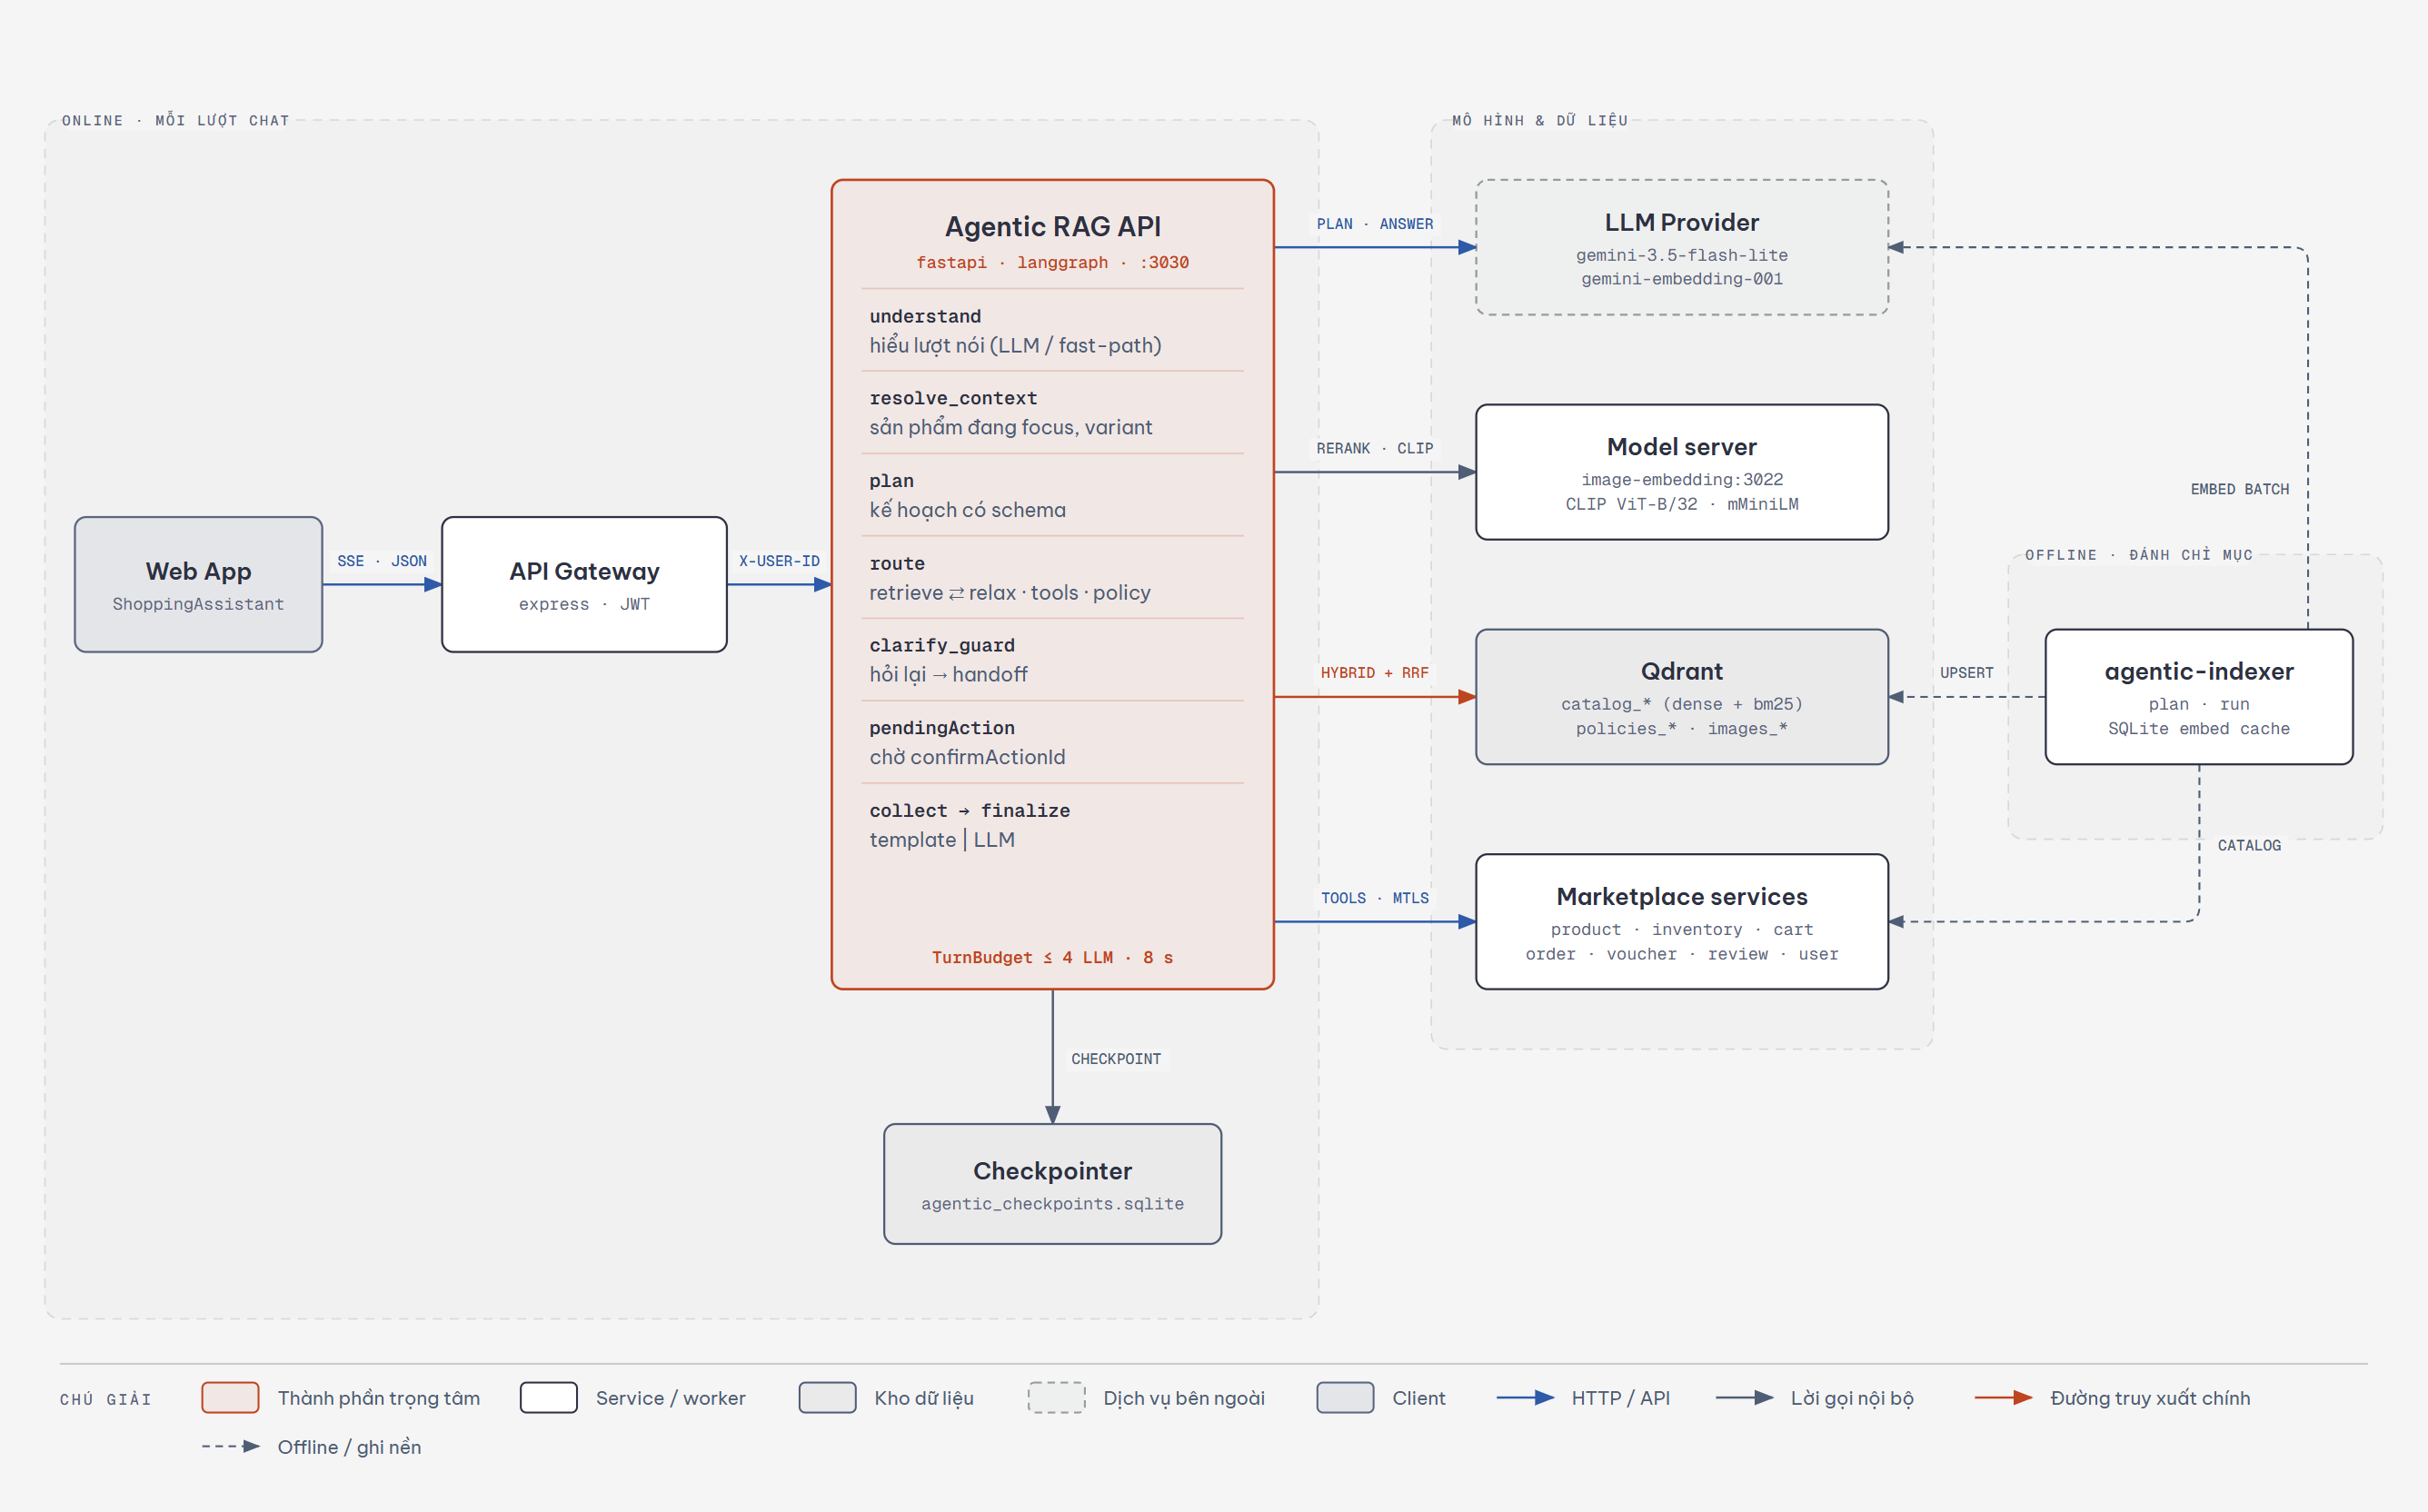 ONLINE · MỖI LƯỢT CHAT
Web App
ShoppingAssistant
SSE · JSON
API Gateway
express · JWT
X-USER-ID
Agentic RAG API
fastapi · langgraph · :3030
understand
hiểu lượt nói (LLM / fast-path)
resolve_context
sản phẩm đang focus, variant
plan
kế hoạch có schema
route
retrieve ⇄ relax · tools · policy
clarify_guard
hỏi lại → handoff
pendingAction
chờ confirmActionId
collect → finalize
template | LLM
TurnBudget ≤ 4 LLM · 8 s
CHECKPOINT
Checkpointer
agentic_checkpoints.sqlite
PLAN · ANSWER
RERANK · CLIP
HYBRID + RRF
TOOLS · MTLS
MÔ HÌNH & DỮ LIỆU
LLM Provider
gemini-3.5-flash-lite
gemini-embedding-001
Model server
image-embedding:3022
CLIP ViT-B/32 · mMiniLM
Qdrant
catalog_* (dense + bm25)
policies_* · images_*
Marketplace services
product · inventory · cart
order · voucher · review · user
EMBED BATCH
UPSERT
OFFLINE · ĐÁNH CHỈ MỤC
agentic-indexer
plan · run
SQLite embed cache
CATALOG
CHÚ GIẢI
Thành phần trọng tâm
Service / worker
Kho dữ liệu
Dịch vụ bên ngoài
Client
HTTP / API
Lời gọi nội bộ
Đường truy xuất chính
Offline / ghi nền